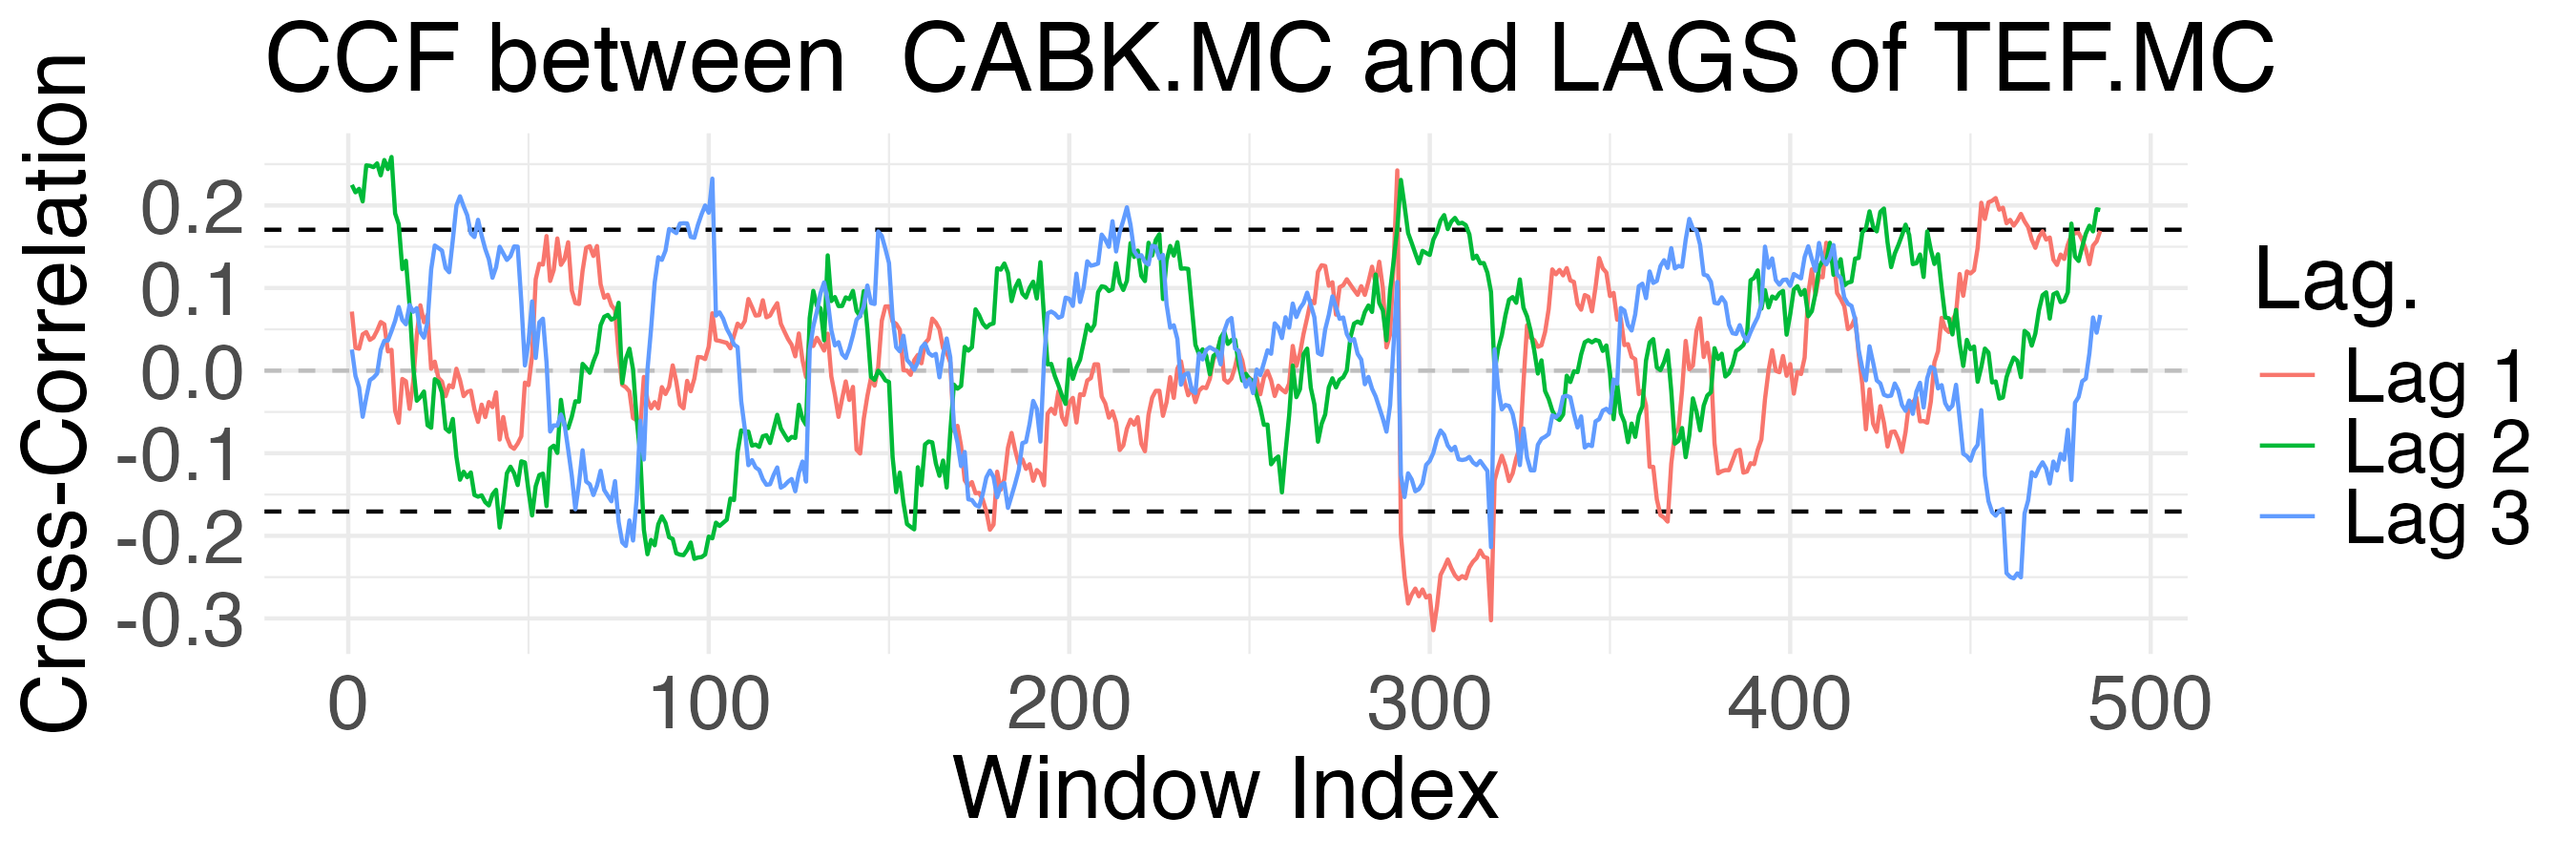 CCF between  CABK.MC and LAGS of TEF.MC
Cross-Correlation
0.2
0.1
0.0
-0.1
-0.2
-0.3
0 100 200 300 400 500
Window Index
Lag.
Lag 1
Lag 2
Lag 3